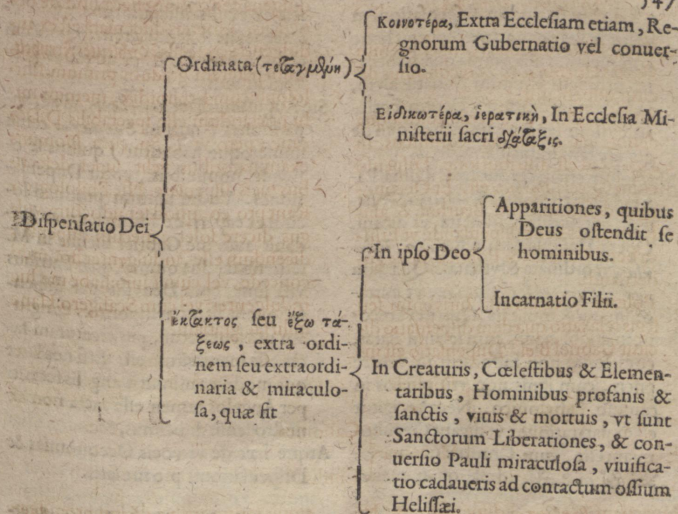 Diſpenſatio Dei
Ordinata (τεταγμένη)
Κοινοτέρα, Extra Eccleſiam etiam, Re-
gnorum Gubernatio vel conuer-
ſio.
Εἰδικωτέρα, ἱερατικὴ, In Eccleſia Mi-
niſterii ſacri διάταξις.
ἔκτακτος ſeu ἔξω τά-
ξεως, extra ordi-
nem ſeu extraordi-
naria & miraculo-
ſa, quæ fit
In ipſo Deo
Apparitiones, quibus
Deus oſtendit ſe
hominibus.
Incarnatio Filii.
In Creaturis, Cœleſtibus & Elemen-
taribus, Hominibus profanis &
ſanctis, viuis & mortuis, vt ſunt
Sanctorum Liberationes, & con-
uerſio Pauli miraculoſa, viuifica-
tio cadaueris ad contactum oſſium
Heliſſæi.